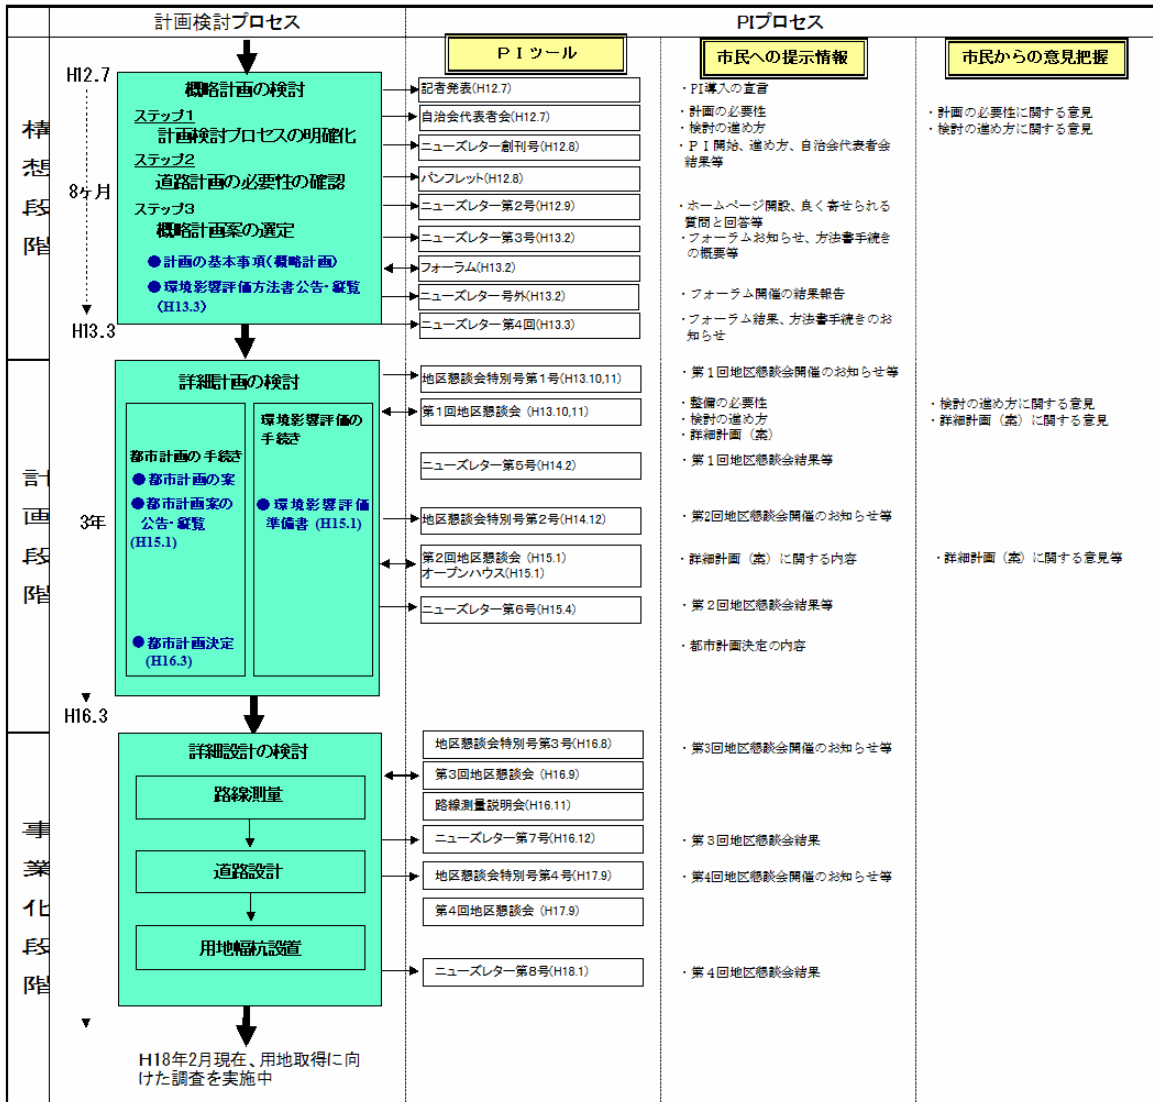 計画検討プロセス
PIプロセス
PIツール
市民への提示情報
市民からの意見把握
構想段階
H12.7
8ヶ月
H13.3
概略計画の検討
ステップ1
計画検討プロセスの明確化
ステップ2
道路計画の必要性の確認
ステップ3
概略計画案の選定
●計画の基本事項(概略計画)
●環境影響評価方法書公告・縦覧
(H13.3)
記者発表(H12.7)
自治会代表者会(H12.7)
ニューズレター創刊号(H12.8)
パンフレット(H12.8)
ニューズレター第2号(H12.9)
ニューズレター第3号(H13.2)
フォーラム(H13.2)
ニューズレター号外(H13.2)
ニューズレター第4回(H13.3)
・PI導入の宣言
・計画の必要性
・検討の進め方
・PI開始、進め方、自治会代表者会
結果等
・ホームページ開設、良く寄せられる
質問と回答等
・フォーラムお知らせ、方法書手続き
の概要等
・フォーラム開催の結果報告
・フォーラム結果、方法書手続きのお
知らせ
・計画の必要性に関する意見
・検討の進め方に関する意見
計画段階
3年
H16.3
詳細計画の検討
都市計画の手続き
●都市計画の案
●都市計画案の
公告・縦覧
(H15.1)
●都市計画決定
(H16.3)
環境影響評価の
手続き
●環境影響評価
準備書 (H15.1)
地区懇談会特別号第1号(H13.10,11)
第1回地区懇談会 (H13.10,11)
ニューズレター第5号(H14.2)
地区懇談会特別号第2号(H14.12)
第2回地区懇談会 (H15.1)
オープンハウス(H15.1)
ニューズレター第6号(H15.4)
・第1回地区懇談会開催のお知らせ等
・整備の必要性
・検討の進め方
・詳細計画(案)
・第1回地区懇談会結果等
・第2回地区懇談会開催のお知らせ等
・詳細計画(案)に関する内容
・第2回地区懇談会結果等
・都市計画決定の内容
・検討の進め方に関する意見
・詳細計画(案)に関する意見
・詳細計画(案)に関する意見等
事業化段階
詳細設計の検討
路線測量
道路設計
用地幅杭設置
地区懇談会特別号第3号(H16.8)
第3回地区懇談会 (H16.9)
路線測量説明会(H16.11)
ニューズレター第7号(H16.12)
地区懇談会特別号第4号(H17.9)
第4回地区懇談会 (H17.9)
ニューズレター第8号(H18.1)
・第3回地区懇談会開催のお知らせ等
・第3回地区懇談会結果
・第4回地区懇談会開催のお知らせ等
・第4回地区懇談会結果
H18年2月現在、用地取得に向
けた調査を実施中